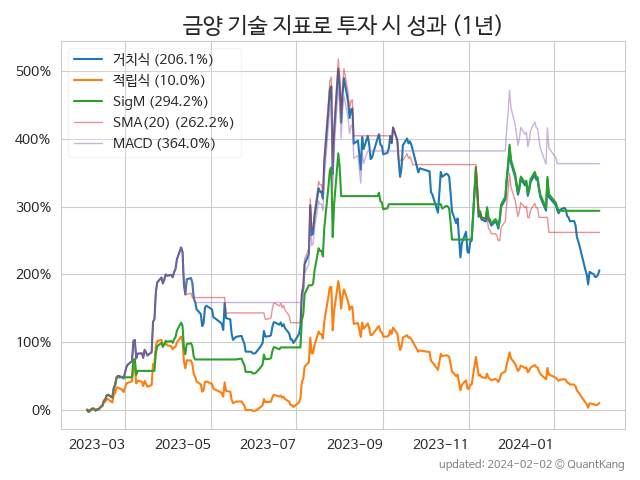 금양 기술 지표로 투자 시 성과 (1년)
거치식 (206.1%)
적립식 (10.0%)
SigM (294.2%)
SMA(20) (262.2%)
MACD (364.0%)
500%
400%
300%
200%
100%
0%
2023-03 2023-05 2023-07 2023-09 2023-11 2024-01
updated: 2024-02-02 © QuantKang